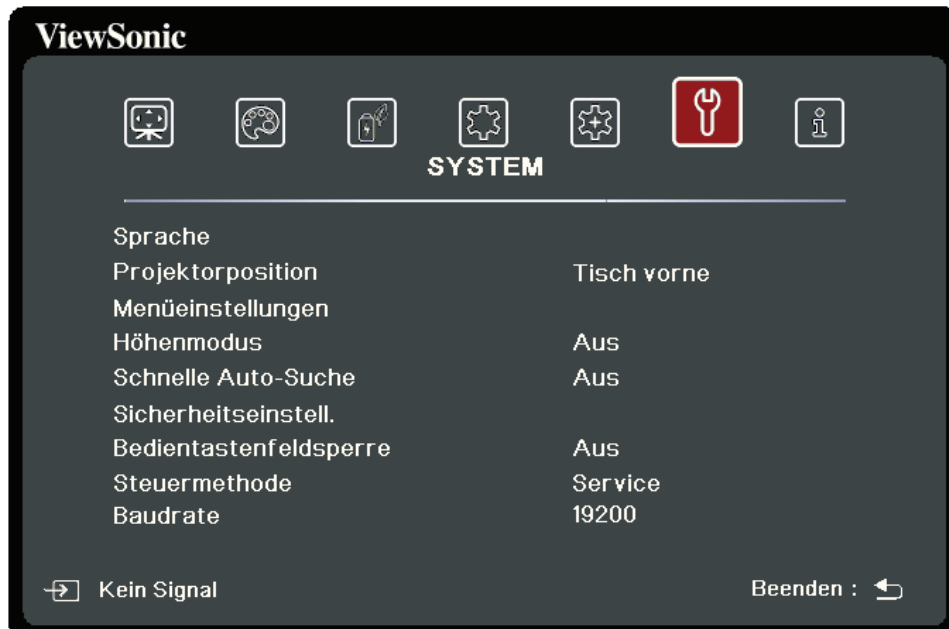 ViewSonic
SYSTEM
Sprache
Projektorposition Tisch vorne
Menüeinstellungen
Höhenmodus Aus
Schnelle Auto-Suche Aus
Sicherheitseinstell.
Bedientastenfeldsperre Aus
Steuermethode Service
Baudrate 19200
Kein Signal Beenden :